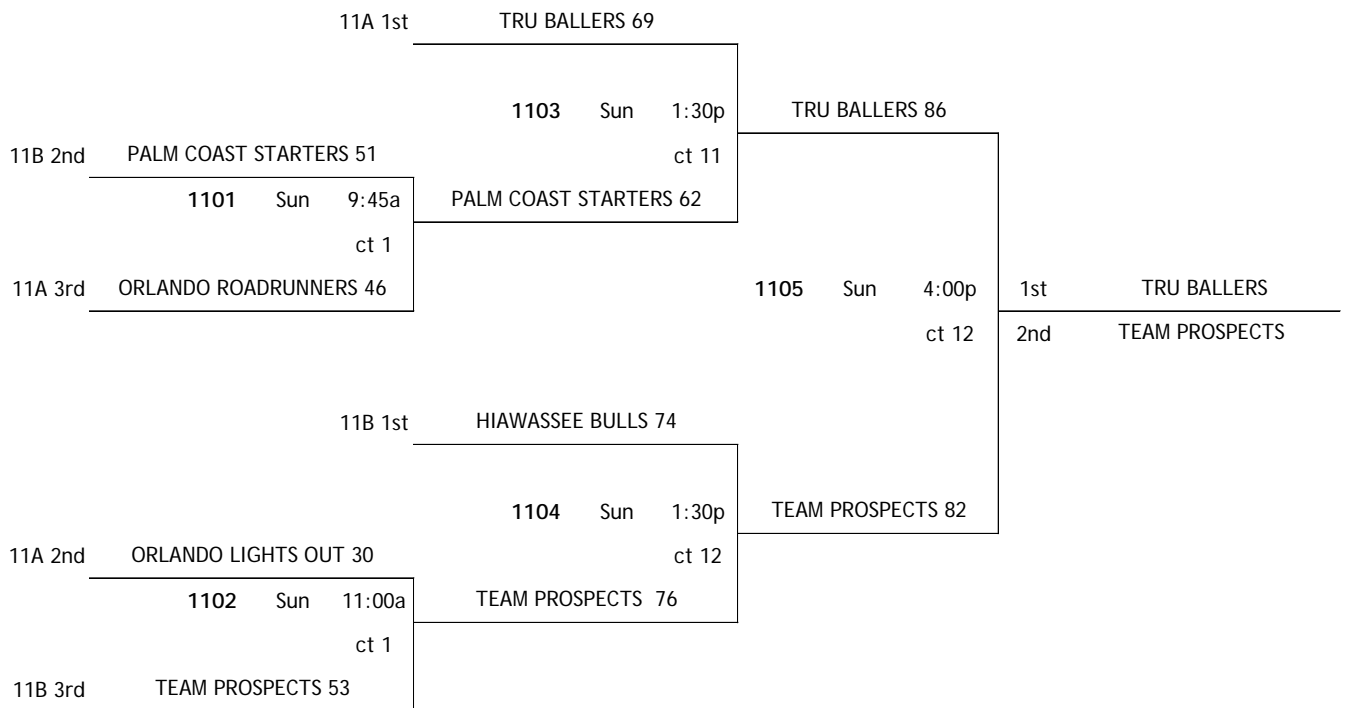 11A 1st TRU BALLERS 69
1103 Sun 1:30p TRU BALLERS 86
11B 2nd PALM COAST STARTERS 51 ct 11
1101 Sun 9:45a PALM COAST STARTERS 62
ct 1
11A 3rd ORLANDO ROADRUNNERS 46 1105 Sun 4:00p 1st TRU BALLERS
ct 12 2nd TEAM PROSPECTS
11B 1st HIAWASSEE BULLS 74
1104 Sun 1:30p TEAM PROSPECTS 82
11A 2nd ORLANDO LIGHTS OUT 30 ct 12
1102 Sun 11:00a TEAM PROSPECTS 76
ct 1
11B 3rd TEAM PROSPECTS 53